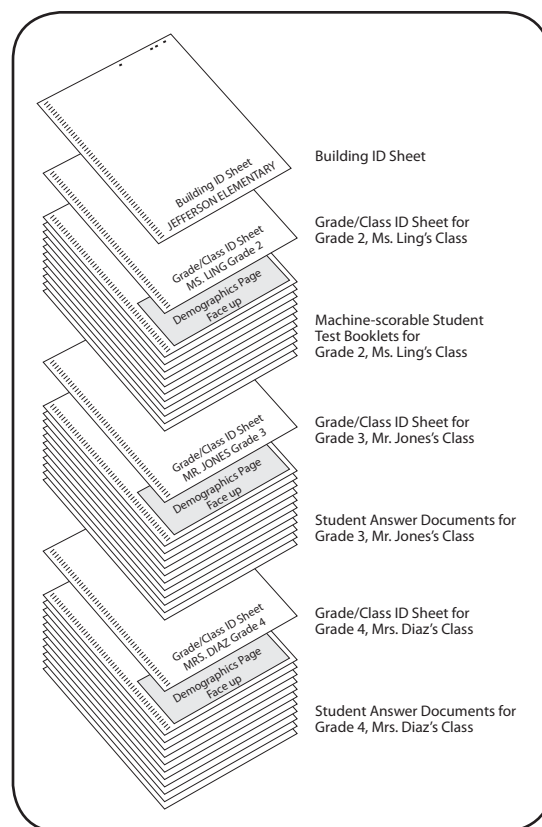 Building ID Sheet
JEFFERSON ELEMENTARY
Building ID Sheet
Grade/Class ID Sheet
MS. LING Grade 2
Grade/Class ID Sheet for
Grade 2, Ms. Ling's Class
Demographics Page
Face up
Machine-scorable Student
Test Booklets for
Grade 2, Ms. Ling's Class
Grade/Class ID Sheet
MR. JONES Grade 3
Grade/Class ID Sheet for
Grade 3, Mr. Jones's Class
Demographics Page
Face up
Student Answer Documents for
Grade 3, Mr. Jones's Class
Grade/Class ID Sheet
MRS. DIAZ Grade 4
Grade/Class ID Sheet for
Grade 4, Mrs. Diaz's Class
Demographics Page
Face up
Student Answer Documents for
Grade 4, Mrs. Diaz's Class